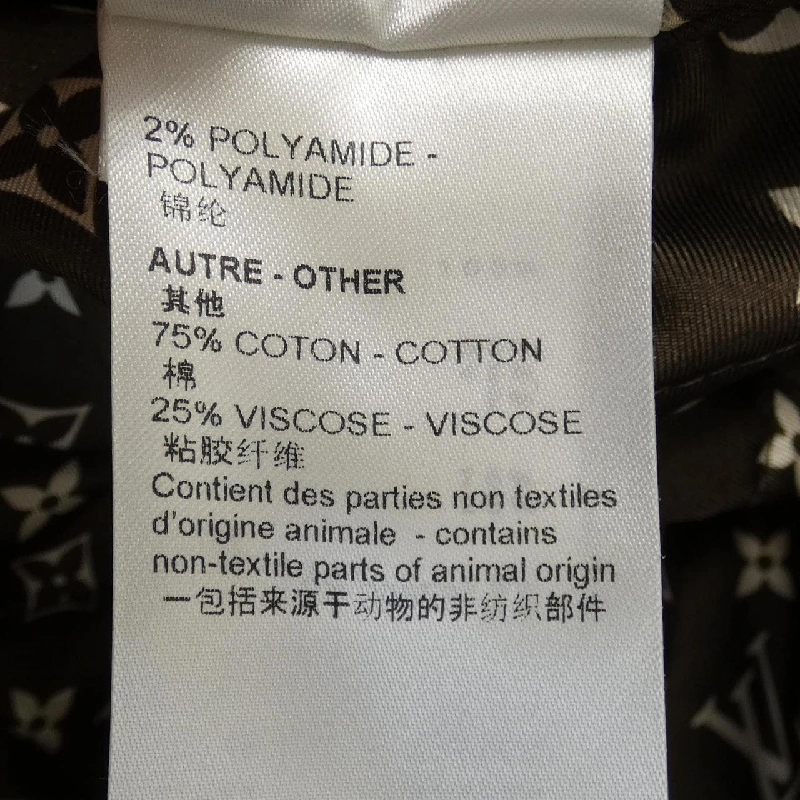 2% POLYAMIDE -
POLYAMIDE
锦纶
AUTRE - OTHER
其他
75% COTON - COTTON
棉
25% VISCOSE - VISCOSE
粘胶纤维
Contient des parties non textiles
d'origine animale - contains
non-textile parts of animal origin
一包括来源于动物的非纺织部件
LV